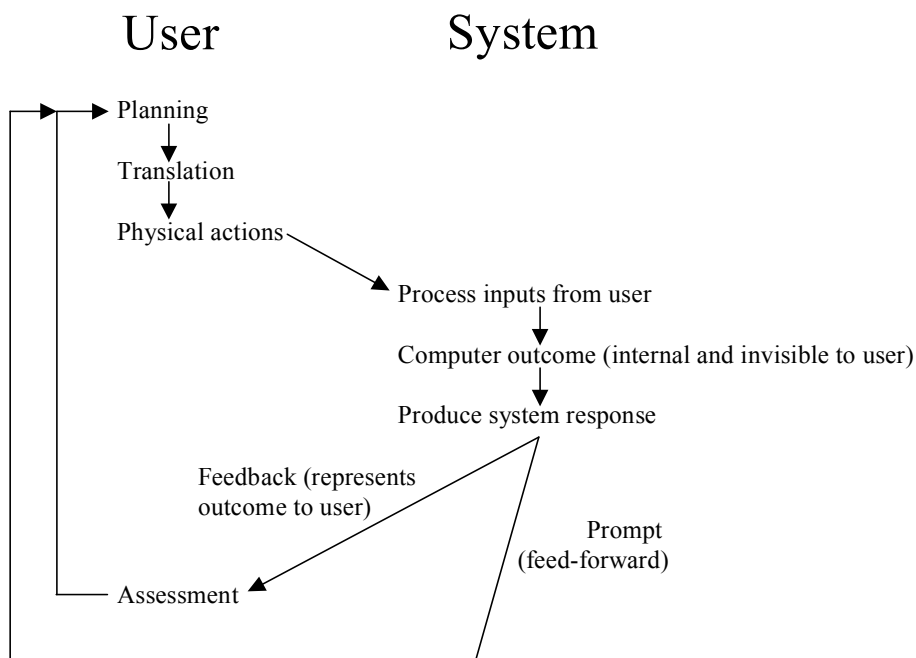 User System
Planning
Translation
Physical actions
Process inputs from user
Computer outcome (internal and invisible to user)
Produce system response
Feedback (represents
outcome to user)
Prompt
(feed-forward)
Assessment